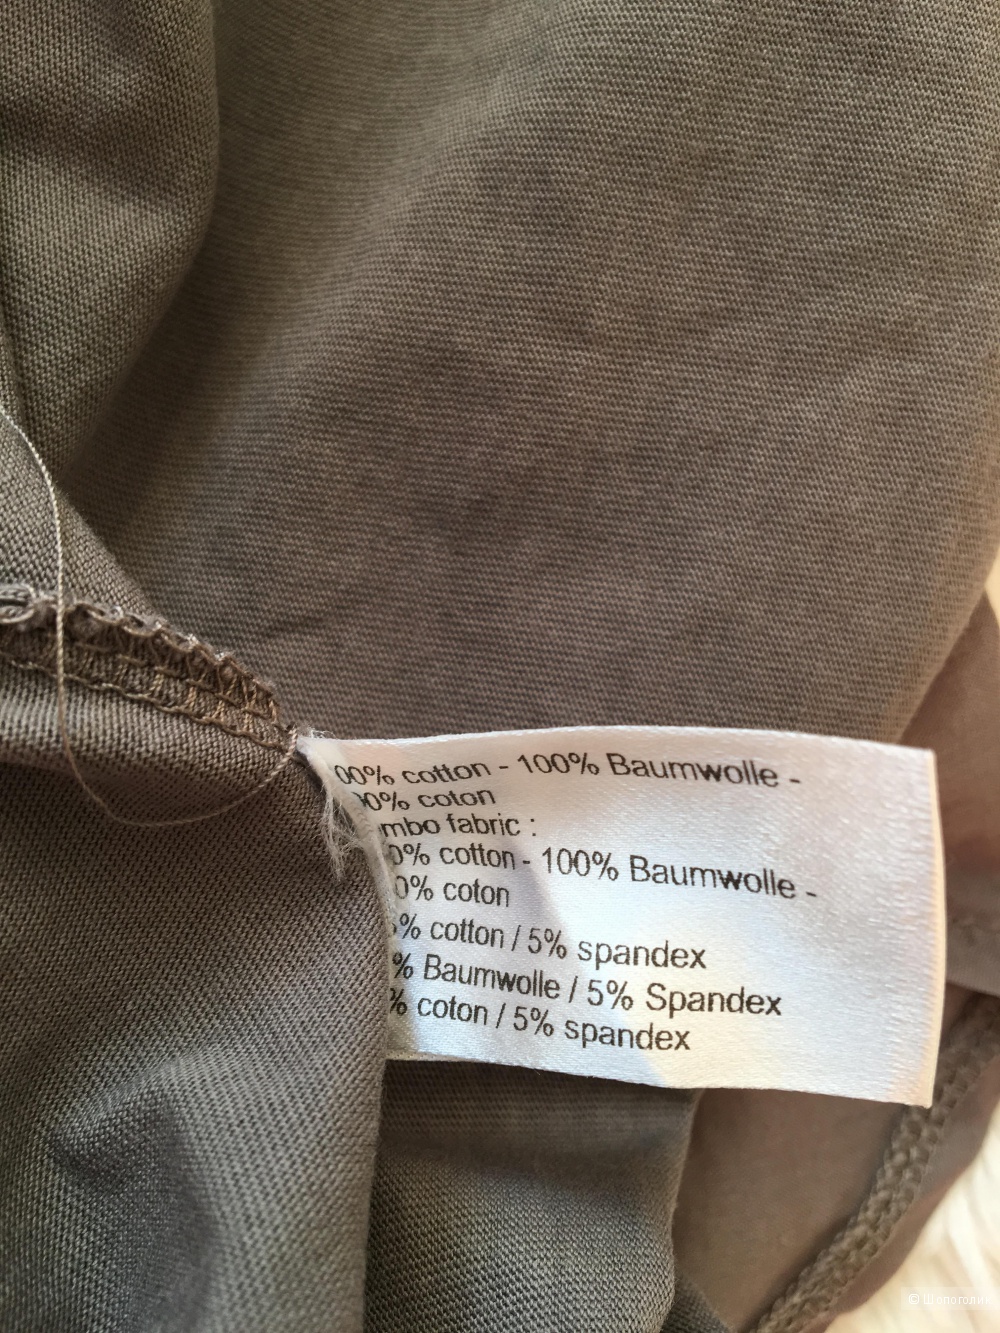 00% cotton - 100% Baumwolle -
00% coton
mbo fabric :
0% cotton - 100% Baumwolle -
0% coton
% cotton / 5% spandex
% Baumwolle / 5% Spandex
% coton / 5% spandex
© Шопоголик